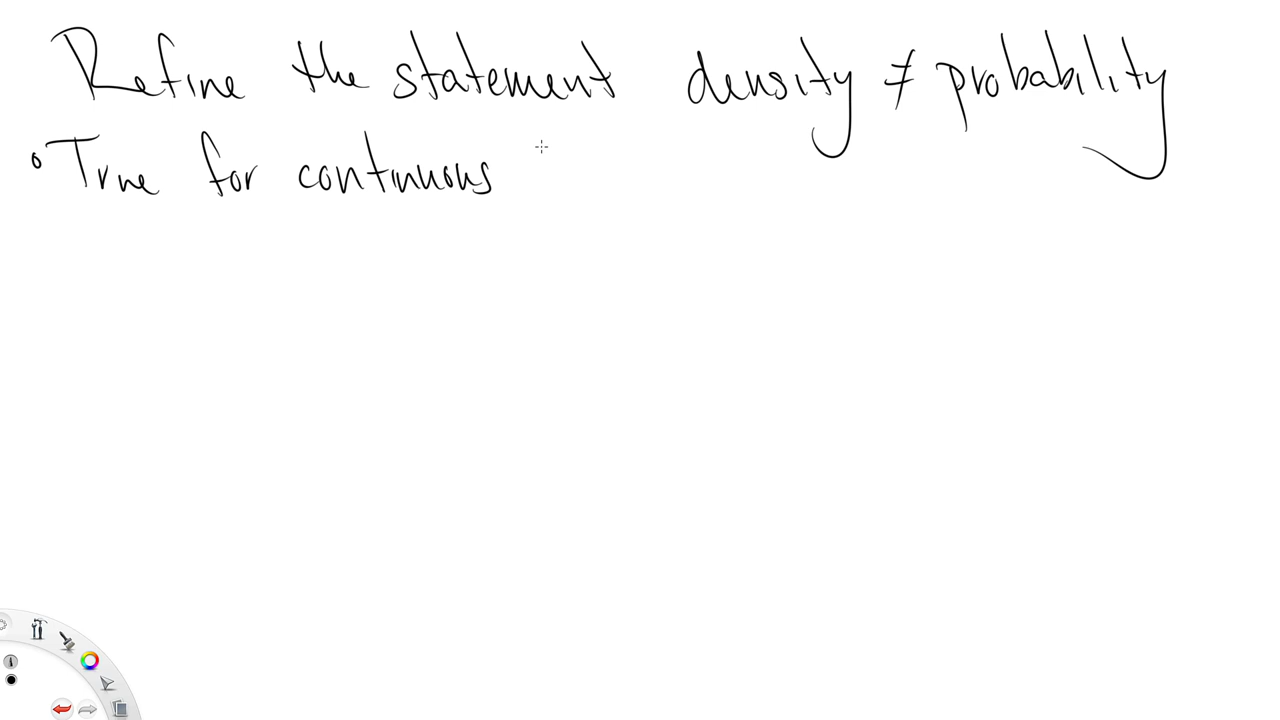 Refine the statement density ≠ probability
° True for continuous